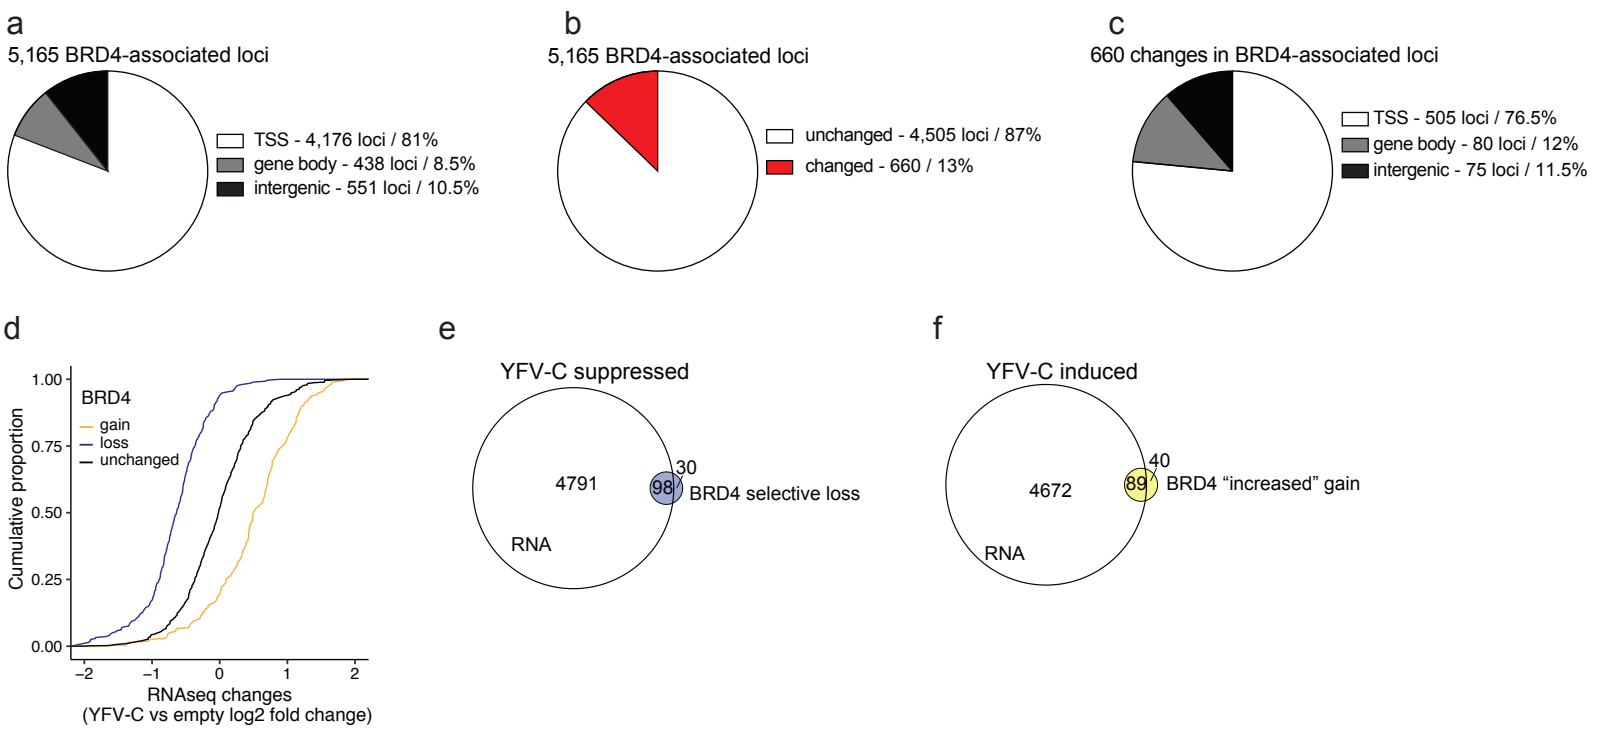 a
5,165 BRD4-associated loci
TSS - 4,176 loci / 81%
gene body - 438 loci / 8.5%
intergenic - 551 loci / 10.5%
b
5,165 BRD4-associated loci
unchanged - 4,505 loci / 87%
changed - 660 / 13%
c
660 changes in BRD4-associated loci
TSS - 505 loci / 76.5%
gene body - 80 loci / 12%
intergenic - 75 loci / 11.5%
d
Cumulative proportion
1.00
0.75
0.50
0.25
0.00
BRD4
gain
loss
unchanged
−2 −1 0 1 2
RNAseq changes
(YFV-C vs empty log2 fold change)
e
YFV-C suppressed
4791
98
30
BRD4 selective loss
RNA
f
YFV-C induced
4672
89
40
BRD4 “increased” gain
RNA